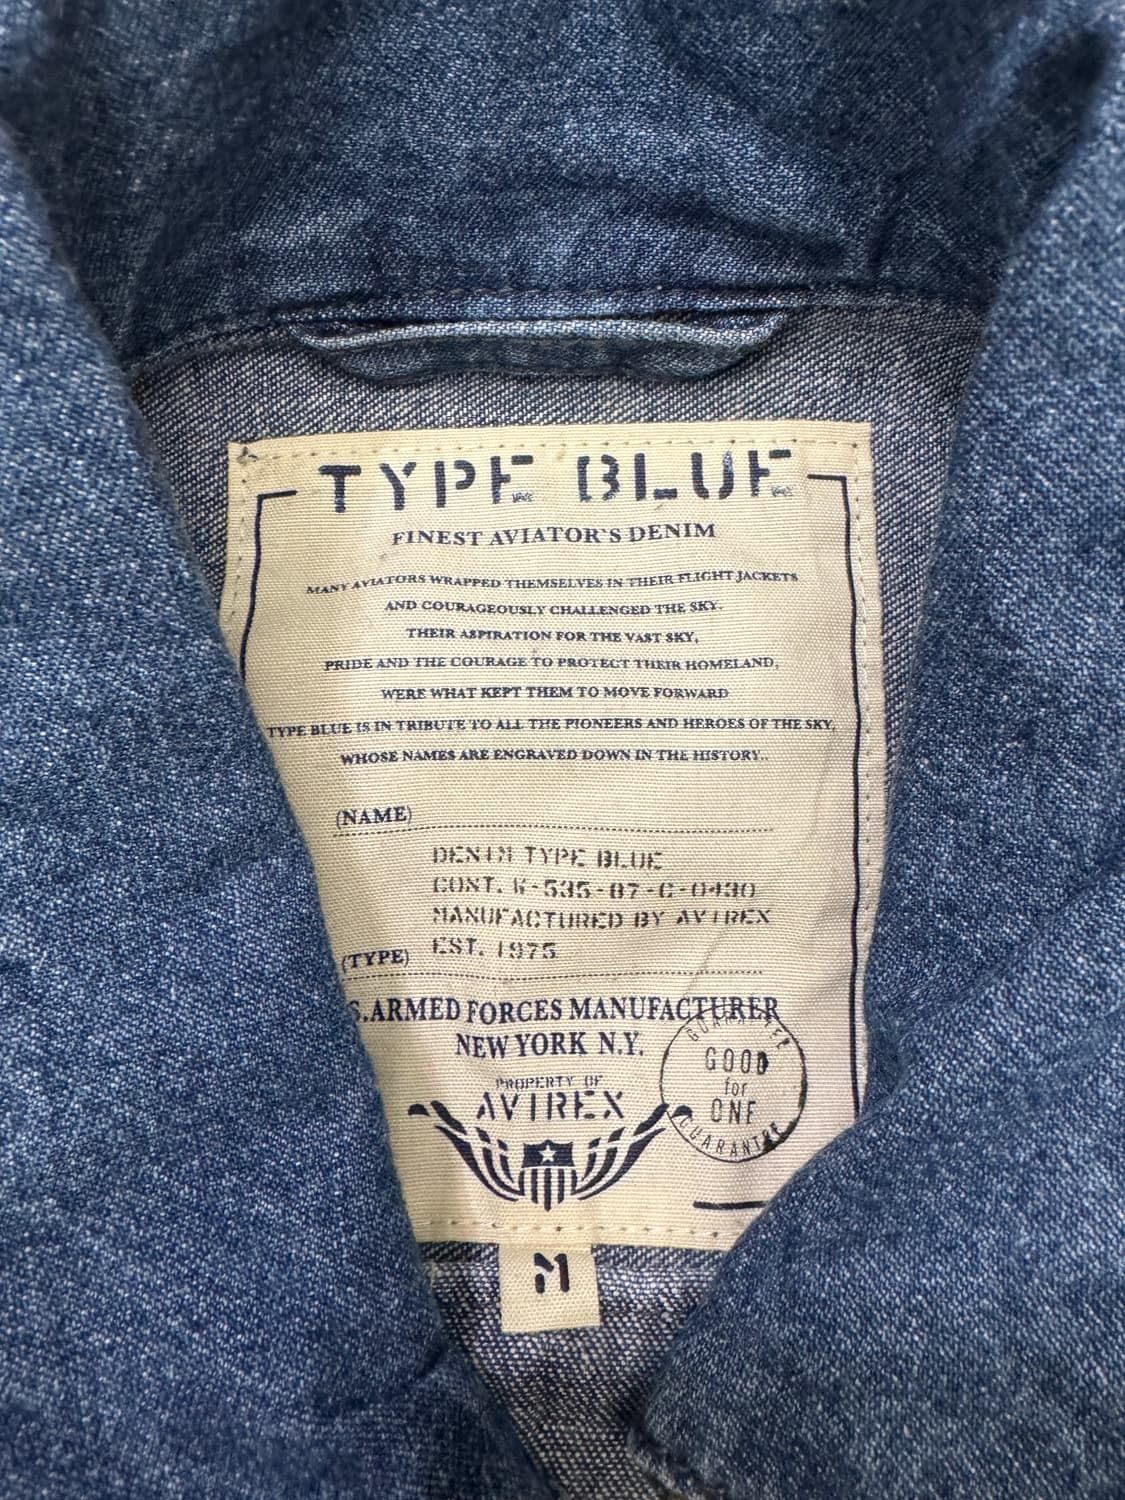 TYPE BLUE
FINEST AVIATOR'S DENIM
MANY AVIATORS WRAPPED THEMSELVES IN THEIR FLIGHT JACKETS
AND COURAGEOUSLY CHALLENGED THE SKY.
THEIR ASPIRATION FOR THE VAST SKY,
PRIDE AND THE COURAGE TO PROTECT THEIR HOMELAND,
WERE WHAT KEPT THEM TO MOVE FORWARD
TYPE BLUE IS IN TRIBUTE TO ALL THE PIONEERS AND HEROES OF THE SKY,
WHOSE NAMES ARE ENGRAVED DOWN IN THE HISTORY..
(NAME)
DENIM TYPE BLUE
CONT. W-535-07-C-0430
MANUFACTURED BY AVIREX
(TYPE) EST. 1975
S.ARMED FORCES MANUFACTURER
NEW YORK N.Y.
PROPERTY OF
AVIREX
GUARANTEE
GOOD
for
ONE
GUARANTEE
M